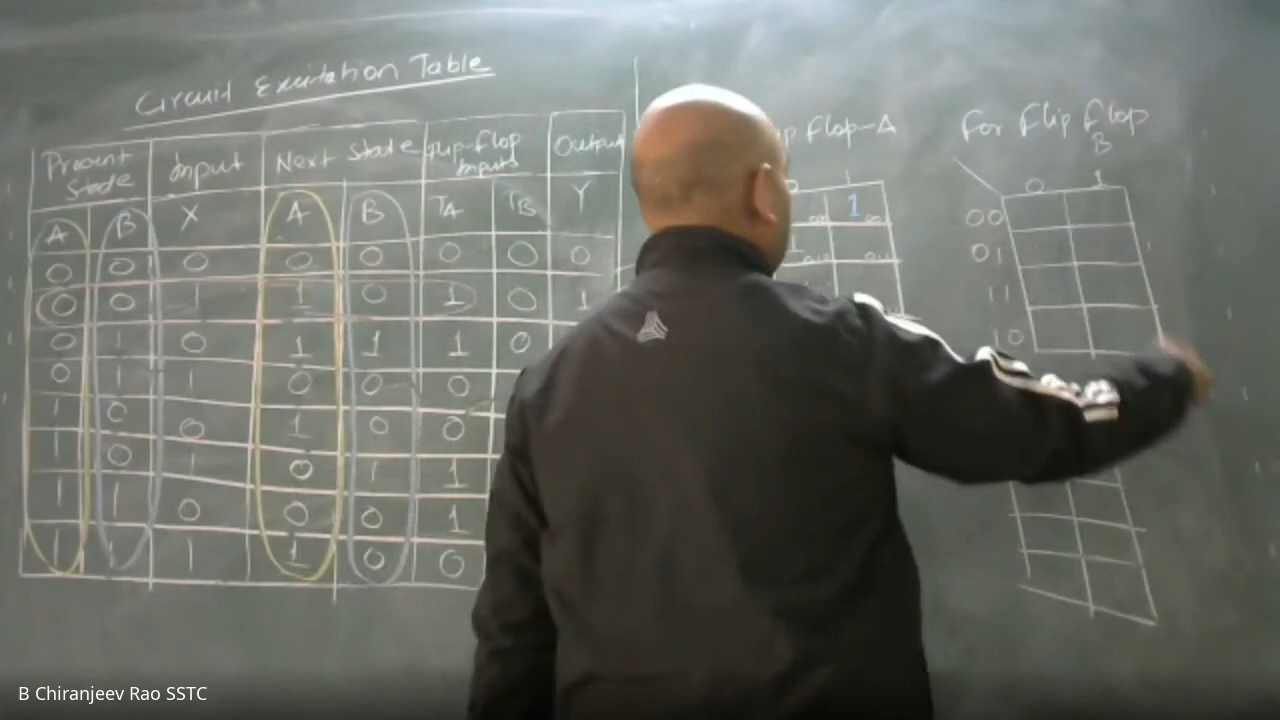 Circuit Excitation Table
Present State Input Next State Flip-Flop Inputs Output
A B X A B TA TB Y
0 0 0 0 0 0 0 0
0 0 1 1 0 1 0 1
0 1 0 1 1 1 0
0 1 1 0 0 0
1 0 0 1 0 0
1 0 1 0 1 1
1 1 0 0 0 1
1 1 1 1 0 0
Flop-A
1
1
For Flip Flop
B
0 1
00
01
11
10
B Chiranjeev Rao SSTC